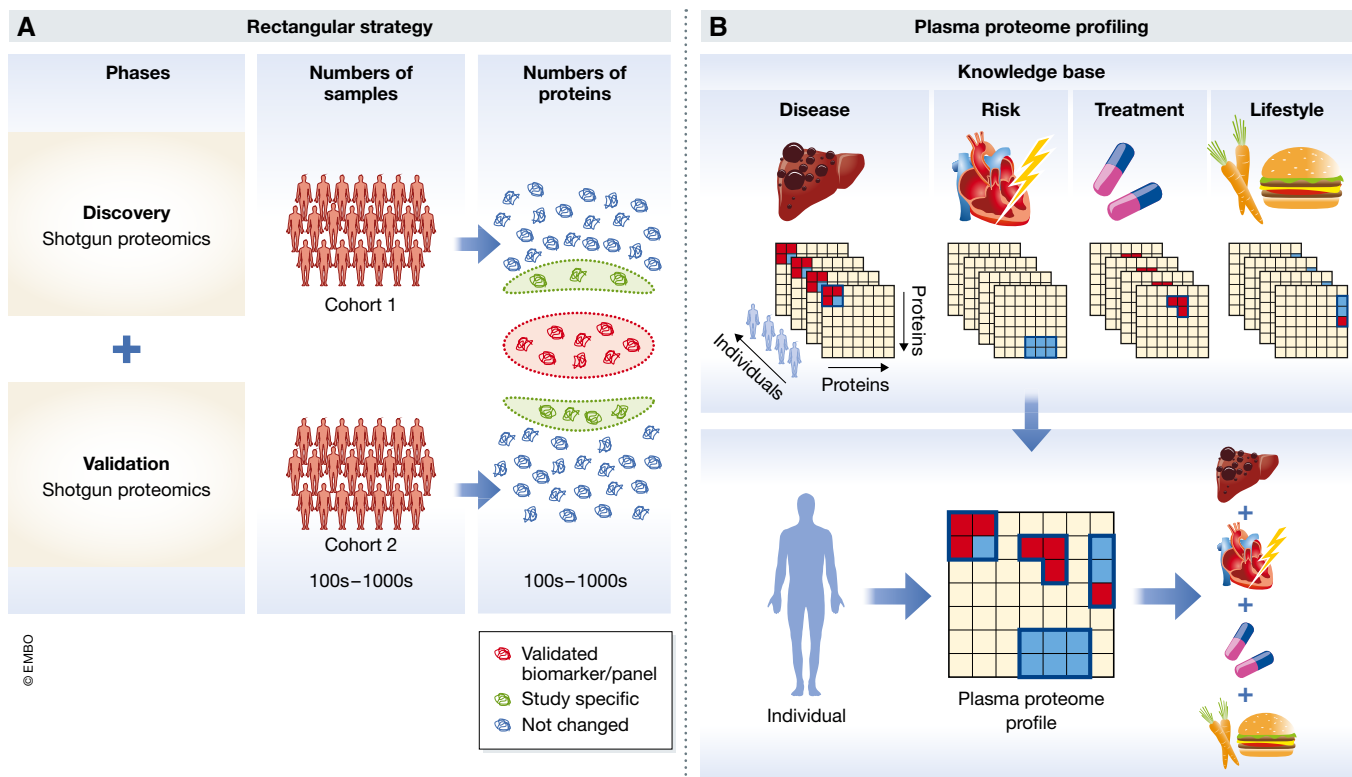 A
Rectangular strategy
Phases
Numbers of
samples
Numbers of
proteins
Discovery
Shotgun proteomics
Cohort 1
Validation
Shotgun proteomics
Cohort 2
100s–1000s
100s–1000s
Validated
biomarker/panel
Study specific
Not changed
© EMBO
B
Plasma proteome profiling
Knowledge base
Disease
Risk
Treatment
Lifestyle
Individuals
Proteins
Proteins
Individual
Plasma proteome
profile